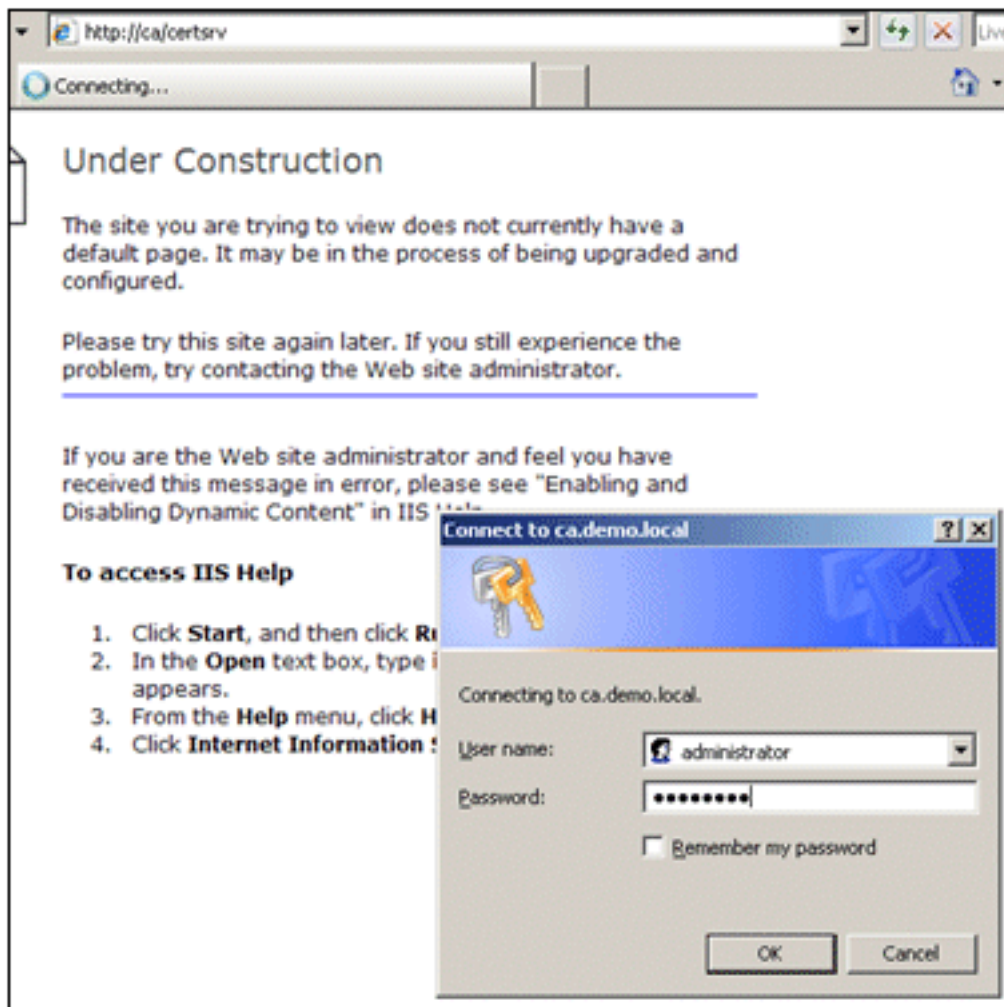 http://ca/certsrv
Live
Connecting...
Under Construction
The site you are trying to view does not currently have a
default page. It may be in the process of being upgraded and
configured.
Please try this site again later. If you still experience the
problem, try contacting the Web site administrator.
If you are the Web site administrator and feel you have
received this message in error, please see "Enabling and
Disabling Dynamic Content" in IIS
To access IIS Help
1. Click Start, and then click
2. In the Open text box, type
appears.
3. From the Help menu, click
4. Click Internet Information
Connect to ca.demo.local
Connecting to ca.demo.local.
User name:
administrator
Password:
Remember my password
OK
Cancel